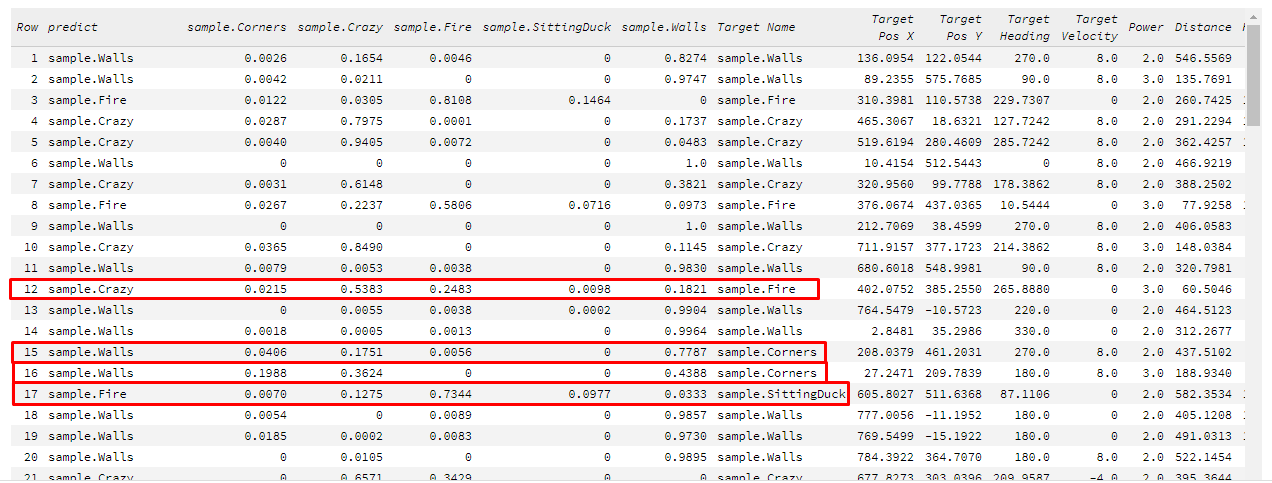 Row predict sample.Corners sample.Crazy sample.Fire sample.SittingDuck sample.Walls Target Name Target Pos X Target Pos Y Target Heading Target Velocity Power Distance
1 sample.Walls 0.0026 0.1654 0.0046 0 0.8274 sample.Walls 136.0954 122.0544 270.0 8.0 2.0 546.5569
2 sample.Walls 0.0042 0.0211 0 0 0.9747 sample.Walls 89.2355 575.7685 90.0 8.0 3.0 135.7691
3 sample.Fire 0.0122 0.0305 0.8108 0.1464 0 sample.Fire 310.3981 110.5738 229.7307 0 2.0 260.7425
4 sample.Crazy 0.0287 0.7975 0.0001 0 0.1737 sample.Crazy 465.3067 18.6321 127.7242 8.0 2.0 291.2294
5 sample.Crazy 0.0040 0.9405 0.0072 0 0.0483 sample.Crazy 519.6194 280.4609 285.7242 8.0 2.0 362.4257
6 sample.Walls 0 0 0 0 1.0 sample.Walls 10.4154 512.5443 0 8.0 2.0 466.9219
7 sample.Crazy 0.0031 0.6148 0 0 0.3821 sample.Crazy 320.9560 99.7788 178.3862 8.0 2.0 388.2502
8 sample.Fire 0.0267 0.2237 0.5806 0.0716 0.0973 sample.Fire 376.0674 437.0365 10.5444 0 3.0 77.9258
9 sample.Walls 0 0 0 0 1.0 sample.Walls 212.7069 38.4599 270.0 8.0 2.0 406.0583
10 sample.Crazy 0.0365 0.8490 0 0 0.1145 sample.Crazy 711.9157 377.1723 214.3862 8.0 3.0 148.0384
11 sample.Walls 0.0079 0.0053 0.0038 0 0.9830 sample.Walls 680.6018 548.9981 90.0 8.0 2.0 320.7981
12 sample.Crazy 0.0215 0.5383 0.2483 0.0098 0.1821 sample.Fire 402.0752 385.2550 265.8880 0 3.0 60.5046
13 sample.Walls 0 0.0055 0.0038 0.0002 0.9904 sample.Walls 764.5479 -10.5723 220.0 0 2.0 464.5123
14 sample.Walls 0.0018 0.0005 0.0013 0 0.9964 sample.Walls 2.8481 35.2986 330.0 0 2.0 312.2677
15 sample.Walls 0.0406 0.1751 0.0056 0 0.7787 sample.Corners 208.0379 461.2031 270.0 8.0 2.0 437.5102
16 sample.Walls 0.1988 0.3624 0 0 0.4388 sample.Corners 27.2471 209.7839 180.0 8.0 3.0 188.9340
17 sample.Fire 0.0070 0.1275 0.7344 0.0977 0.0333 sample.SittingDuck 605.8027 511.6368 87.1106 0 2.0 582.3534
18 sample.Walls 0.0054 0 0.0089 0 0.9857 sample.Walls 777.0056 -11.1952 180.0 0 2.0 405.1208
19 sample.Walls 0.0185 0.0002 0.0083 0 0.9730 sample.Walls 769.5499 -15.1922 180.0 0 2.0 491.0313
20 sample.Walls 0 0.0105 0 0 0.9895 sample.Walls 784.3922 364.7070 180.0 8.0 2.0 522.1454
21 sample.Crazy 0 0.6571 0.3429 0 0 sample.Crazy 677.8273 303.0396 209.9587 -4.0 2.0 395.3644